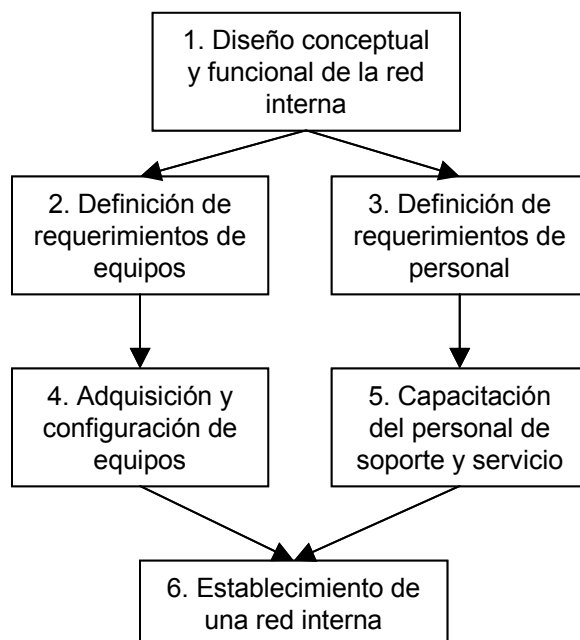 1. Diseño conceptual
y funcional de la red
interna
2. Definición de
requerimientos de
equipos
3. Definición de
requerimientos de
personal
4. Adquisición y
configuración de
equipos
5. Capacitación
del personal de
soporte y servicio
6. Establecimiento de
una red interna